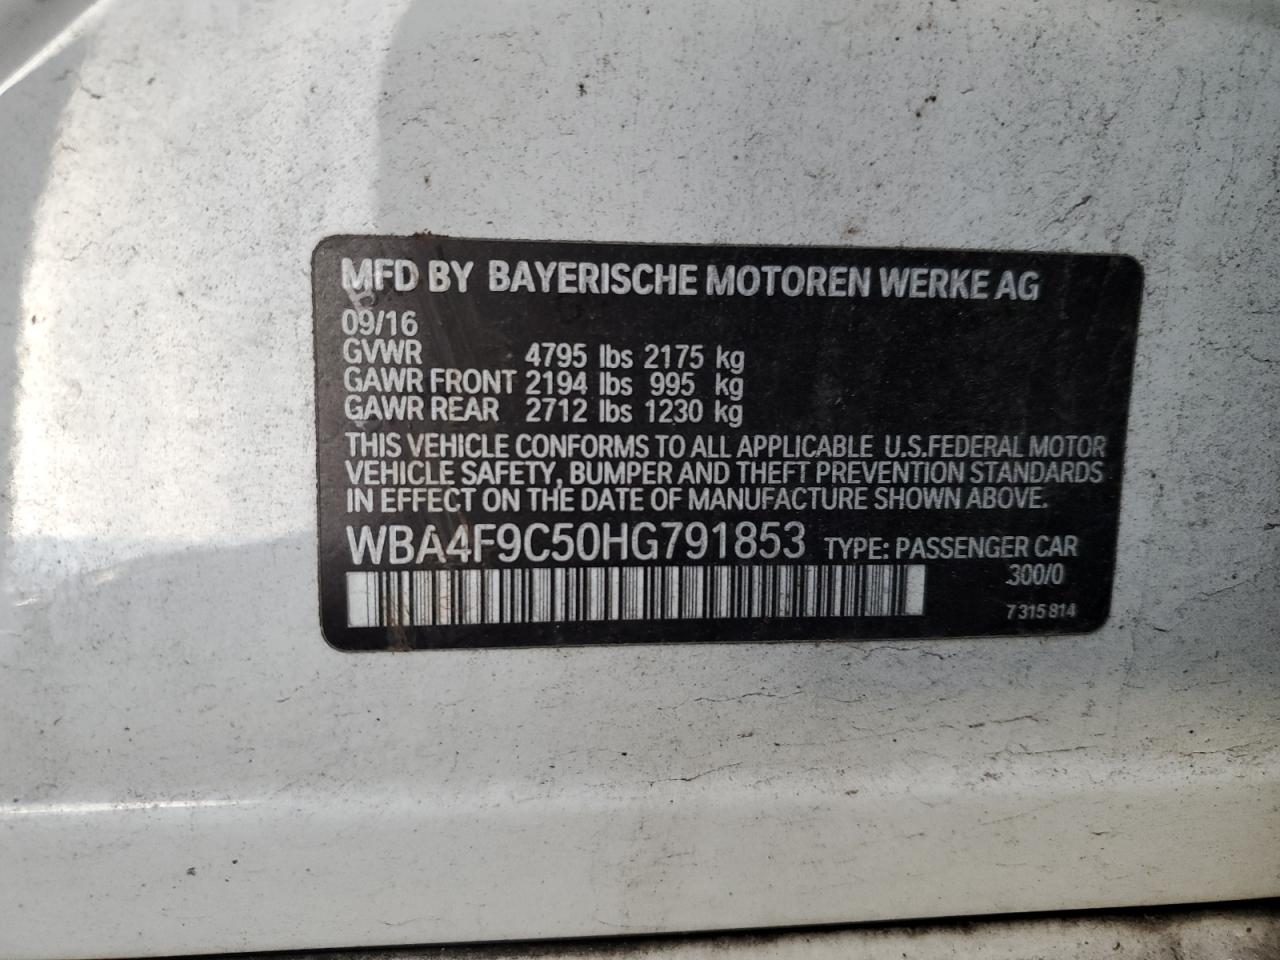 MFD BY BAYERISCHE MOTOREN WERKE AG
09/16
GVWR 4795 lbs 2175 kg
GAWR FRONT 2194 lbs 995 kg
GAWR REAR 2712 lbs 1230 kg
THIS VEHICLE CONFORMS TO ALL APPLICABLE U.S.FEDERAL MOTOR
VEHICLE SAFETY, BUMPER AND THEFT PREVENTION STANDARDS
IN EFFECT ON THE DATE OF MANUFACTURE SHOWN ABOVE.
WBA4F9C50HG791853 TYPE: PASSENGER CAR
300/0
7 315 814